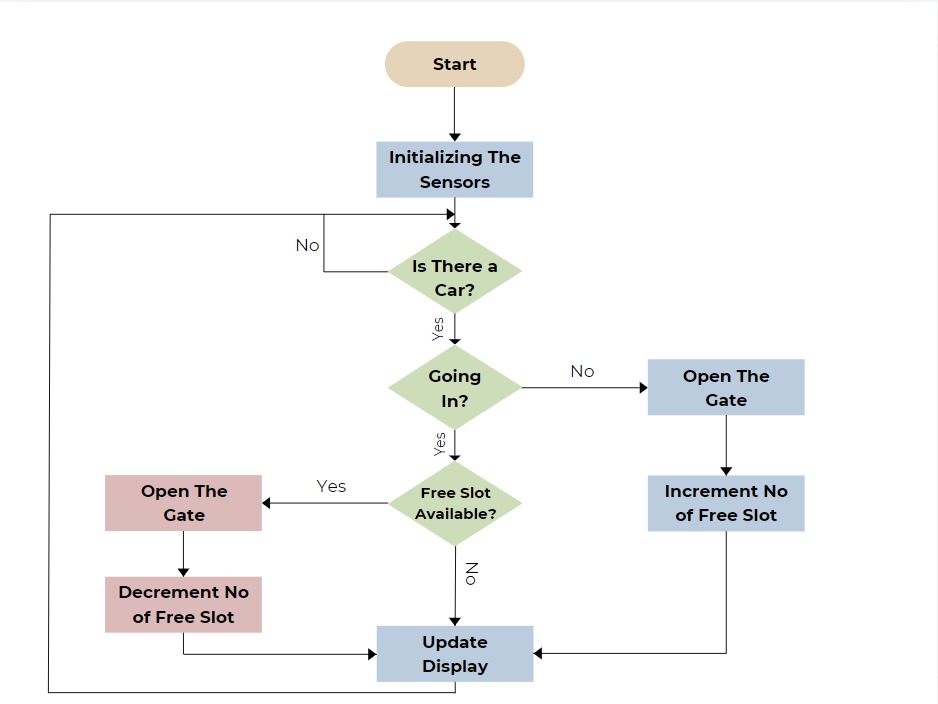 Start
Initializing The
Sensors
No
Is There a
Car?
Yes
Going
In?
No
Open The
Gate
Yes
Free Slot
Available?
Yes
Open The
Gate
Increment No
of Free Slot
No
Decrement No
of Free Slot
Update
Display